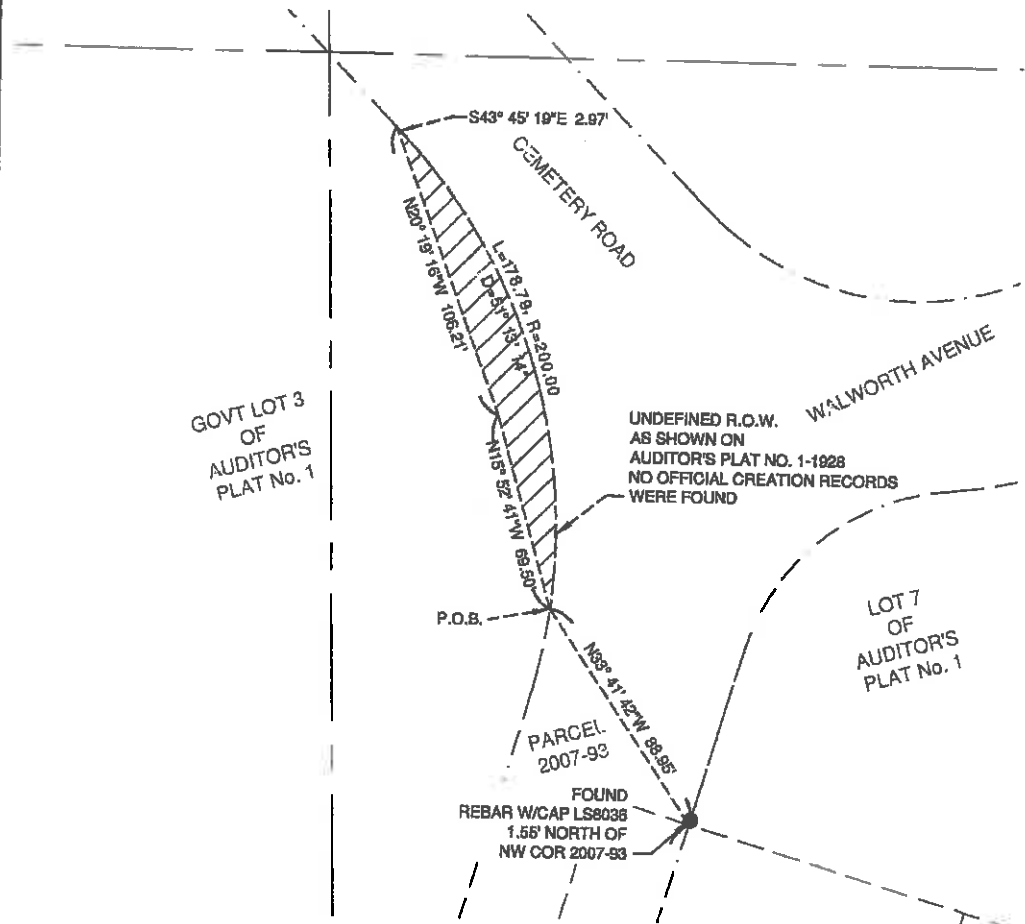 S43° 45' 19"E 2.97'
CEMETERY ROAD
N20° 19' 16"W 106.21'
L=178.79, R=200.00
D=51° 13' 14"
WALWORTH AVENUE
GOVT LOT 3
OF
AUDITOR'S
PLAT No. 1
UNDEFINED R.O.W.
AS SHOWN ON
AUDITOR'S PLAT NO. 1-1928
NO OFFICIAL CREATION RECORDS
WERE FOUND
N15° 52' 41"W 69.50'
P.O.B.
LOT 7
OF
AUDITOR'S
PLAT No. 1
N33° 41' 42"W 98.95'
PARCEL
2007-93
FOUND
REBAR W/CAP LS8036
1.55' NORTH OF
NW COR 2007-93